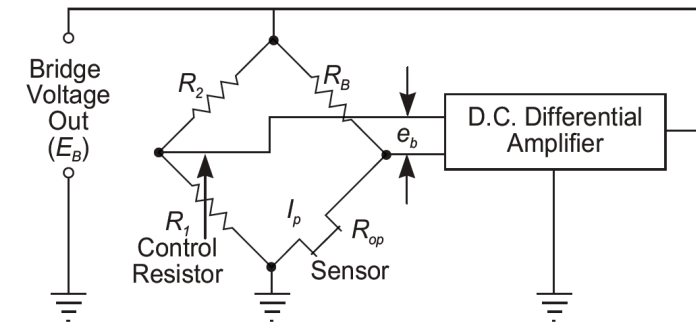 Bridge
Voltage
Out
(E_B)
R_2
R_B
D.C. Differential
Amplifier
e_b
R_1
Control
Resistor
I_p
R_op
Sensor